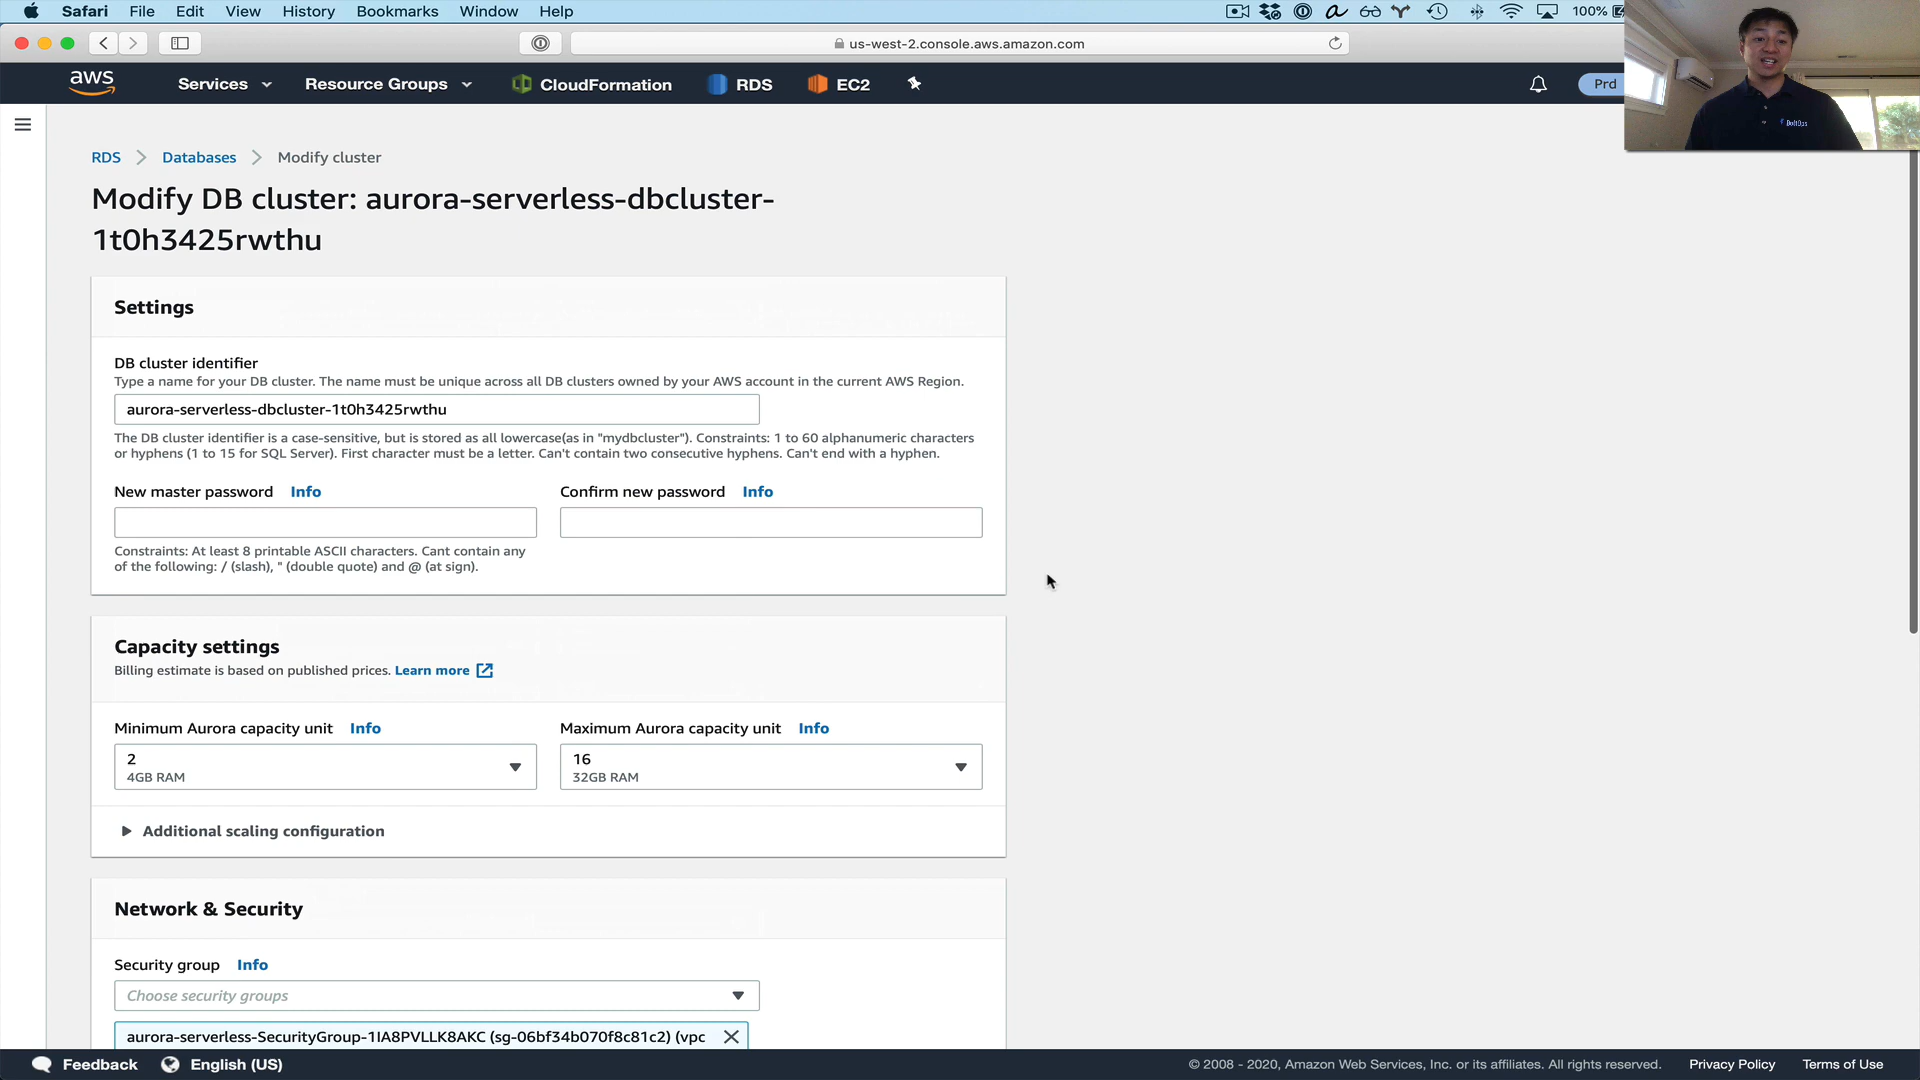 Safari File Edit View History Bookmarks Window Help
100%
us-west-2.console.aws.amazon.com
aws Services Resource Groups CloudFormation RDS EC2 Prd
BoltOps
RDS Databases Modify cluster
Modify DB cluster: aurora-serverless-dbcluster-
1t0h3425rwthu
Settings
DB cluster identifier
Type a name for your DB cluster. The name must be unique across all DB clusters owned by your AWS account in the current AWS Region.
aurora-serverless-dbcluster-1t0h3425rwthu
The DB cluster identifier is a case-sensitive, but is stored as all lowercase(as in "mydbcluster"). Constraints: 1 to 60 alphanumeric characters
or hyphens (1 to 15 for SQL Server). First character must be a letter. Can't contain two consecutive hyphens. Can't end with a hyphen.
New master password Info
Confirm new password Info
Constraints: At least 8 printable ASCII characters. Cant contain any
of the following: / (slash), " (double quote) and @ (at sign).
Capacity settings
Billing estimate is based on published prices. Learn more
Minimum Aurora capacity unit Info
2
4GB RAM
Maximum Aurora capacity unit Info
16
32GB RAM
Additional scaling configuration
Network & Security
Security group Info
Choose security groups
aurora-serverless-SecurityGroup-1IA8PVLLK8AKC (sg-06bf34b070f8c81c2) (vpc
Feedback English (US)
© 2008 - 2020, Amazon Web Services, Inc. or its affiliates. All rights reserved. Privacy Policy Terms of Use